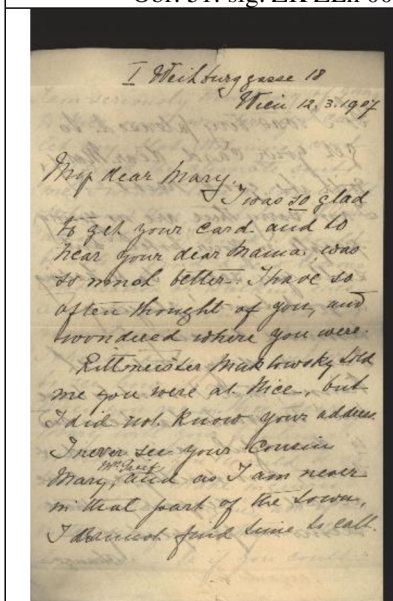 I Weihburggasse 18
Wien 12.3.1907
My dear Mary,
I was so glad
to get your card and to
hear your dear Mama, was
so much better. I have so
often thought of you, and
wondered where you were.
Rittmeister Maklowsky told
me you were at Nice, but
I did not know your address.
I never see your Cousin
Mary, and as I am never
in that part of the town,
I cannot find time to call.